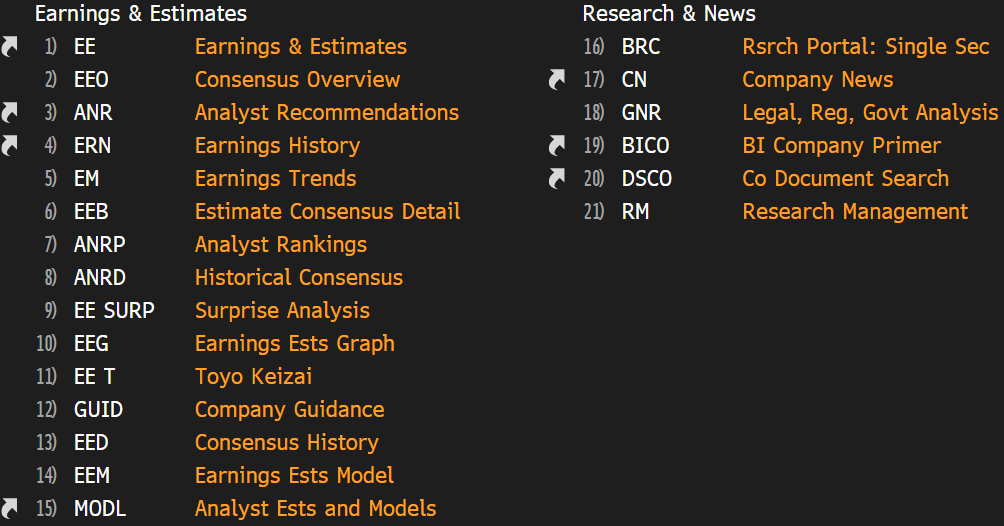 Earnings & Estimates
1) EE Earnings & Estimates
2) EEO Consensus Overview
3) ANR Analyst Recommendations
4) ERN Earnings History
5) EM Earnings Trends
6) EEB Estimate Consensus Detail
7) ANRP Analyst Rankings
8) ANRD Historical Consensus
9) EE SURP Surprise Analysis
10) EEG Earnings Ests Graph
11) EE T Toyo Keizai
12) GUID Company Guidance
13) EED Consensus History
14) EEM Earnings Ests Model
15) MODL Analyst Ests and Models
Research & News
16) BRC Rsrch Portal: Single Sec
17) CN Company News
18) GNR Legal, Reg, Govt Analysis
19) BICO BI Company Primer
20) DSCO Co Document Search
21) RM Research Management